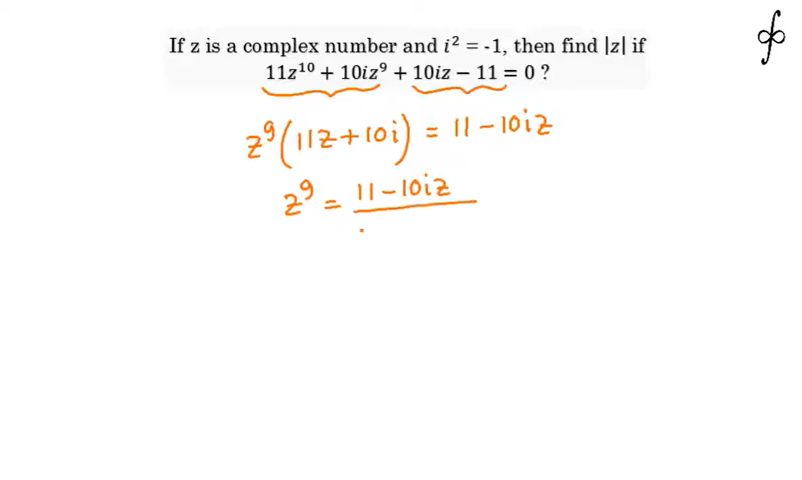 If z is a complex number and i² = -1, then find |z| if
11z¹⁰ + 10iz⁹ + 10iz − 11 = 0 ?
z⁹ (11z + 10i) = 11 − 10iz
z⁹ = 11 − 10iz